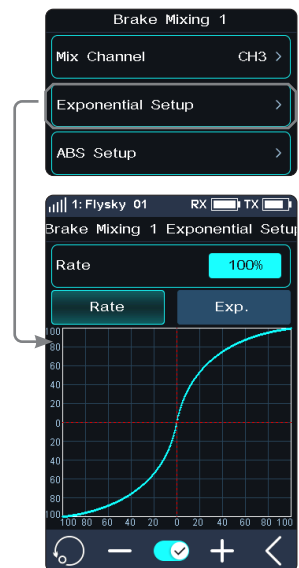 Brake Mixing 1
Mix Channel CH3 >
Exponential Setup >
ABS Setup >
1: Flysky 01 RX TX
Brake Mixing 1 Exponential Setu
Rate 100%
Rate Exp.
100
80
60
40
20
0
20
40
60
80
100
100 80 60 40 20 0 20 40 60 80 100